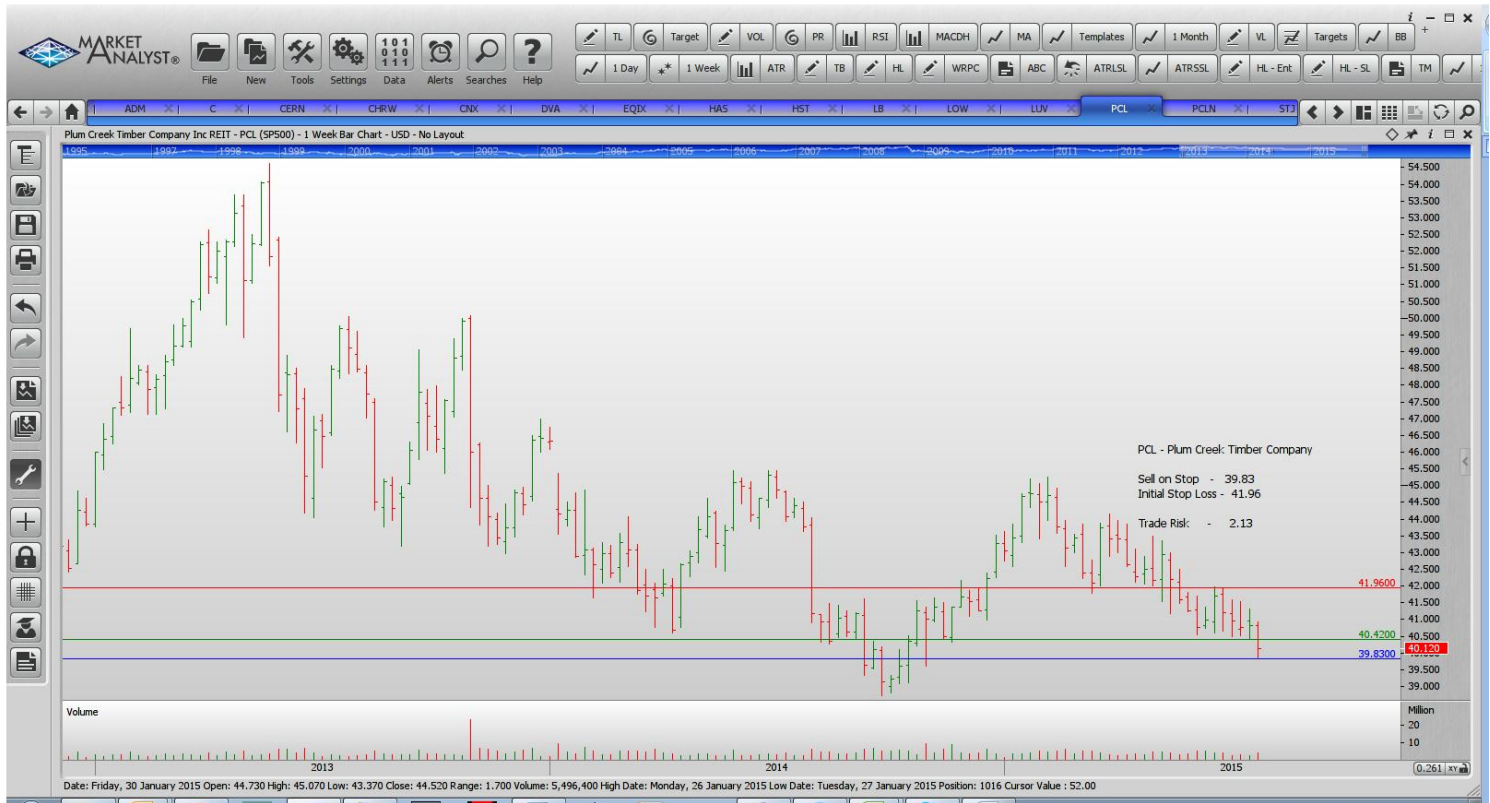 MARKET
ANALYST®
File New Tools Settings Data Alerts Searches Help
TL Target VOL PR RSI MACDH MA Templates 1 Month VL Targets BB
1 Day 1 Week ATR TB HL WRPC ABC ATRLSL ATRSSL HL - Ent HL - SL TM
ADM C CERN CHRW CNX DVA EQIX HAS HST LB LOW LUV PCL PCLN STJ
Plum Creek Timber Company Inc REIT - PCL (SP500) - 1 Week Bar Chart - USD - No Layout
1995 1997 1998 1999 2000 2001 2002 2003 2004 2005 2006 2007 2008 2009 2010 2011 2012 2013 2014 2015
54.500
54.000
53.500
53.000
52.500
52.000
51.500
51.000
50.500
50.000
49.500
49.000
48.500
48.000
47.500
47.000
46.500
PCL - Plum Creek Timber Company
46.000
45.500
Sell on Stop - 39.83
45.000
Initial Stop Loss - 41.96
44.500
44.000
Trade Risk - 2.13
43.500
43.000
42.500
41.9600
42.000
41.500
41.000
40.4200
40.500
40.120
39.8300
39.500
39.000
Volume
Million
20
10
2013 2014 2015
0.261 XY
Date: Friday, 30 January 2015 Open: 44.730 High: 45.070 Low: 43.370 Close: 44.520 Range: 1.700 Volume: 5,496,400 High Date: Monday, 26 January 2015 Low Date: Tuesday, 27 January 2015 Position: 1016 Cursor Value : 52.00